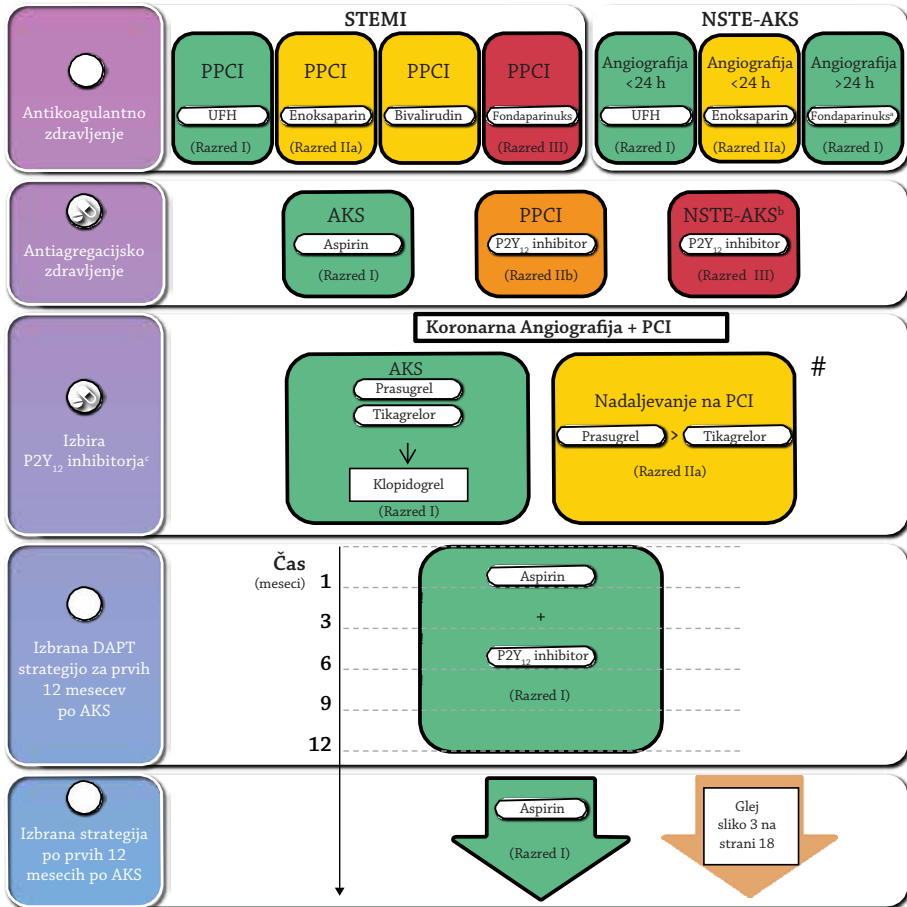 STEMI
NSTE-AKS
Antikoagulantno
zdravljenje
PPCI
UFH
(Razred I)
PPCI
Enoksaparin
(Razred IIa)
PPCI
Bivalirudin
PPCI
Fondaparinuks
(Razred III)
Angiografija
<24 h
UFH
(Razred I)
Angiografija
<24 h
Enoksaparin
(Razred IIa)
Angiografija
>24 h
Fondaparinuksᵃ
(Razred I)
Antiagregacijsko
zdravljenje
AKS
Aspirin
(Razred I)
PPCI
P2Y₁₂ inhibitor
(Razred IIb)
NSTE-AKSᵇ
P2Y₁₂ inhibitor
(Razred III)
Izbira
P2Y₁₂ inhibitorjaᶜ
Koronarna Angiografija + PCI
AKS
Prasugrel
Tikagrelor
Klopidogrel
(Razred I)
Nadaljevanje na PCI
Prasugrel > Tikagrelor
(Razred IIa)
#
Izbrana DAPT
strategijo za prvih
12 mesecev
po AKS
Čas
(meseci)
1
3
6
9
12
Aspirin
+
P2Y₁₂ inhibitor
(Razred I)
Izbrana strategija
po prvih 12
mesecih po AKS
Aspirin
(Razred I)
Glej
sliko 3 na
strani 18